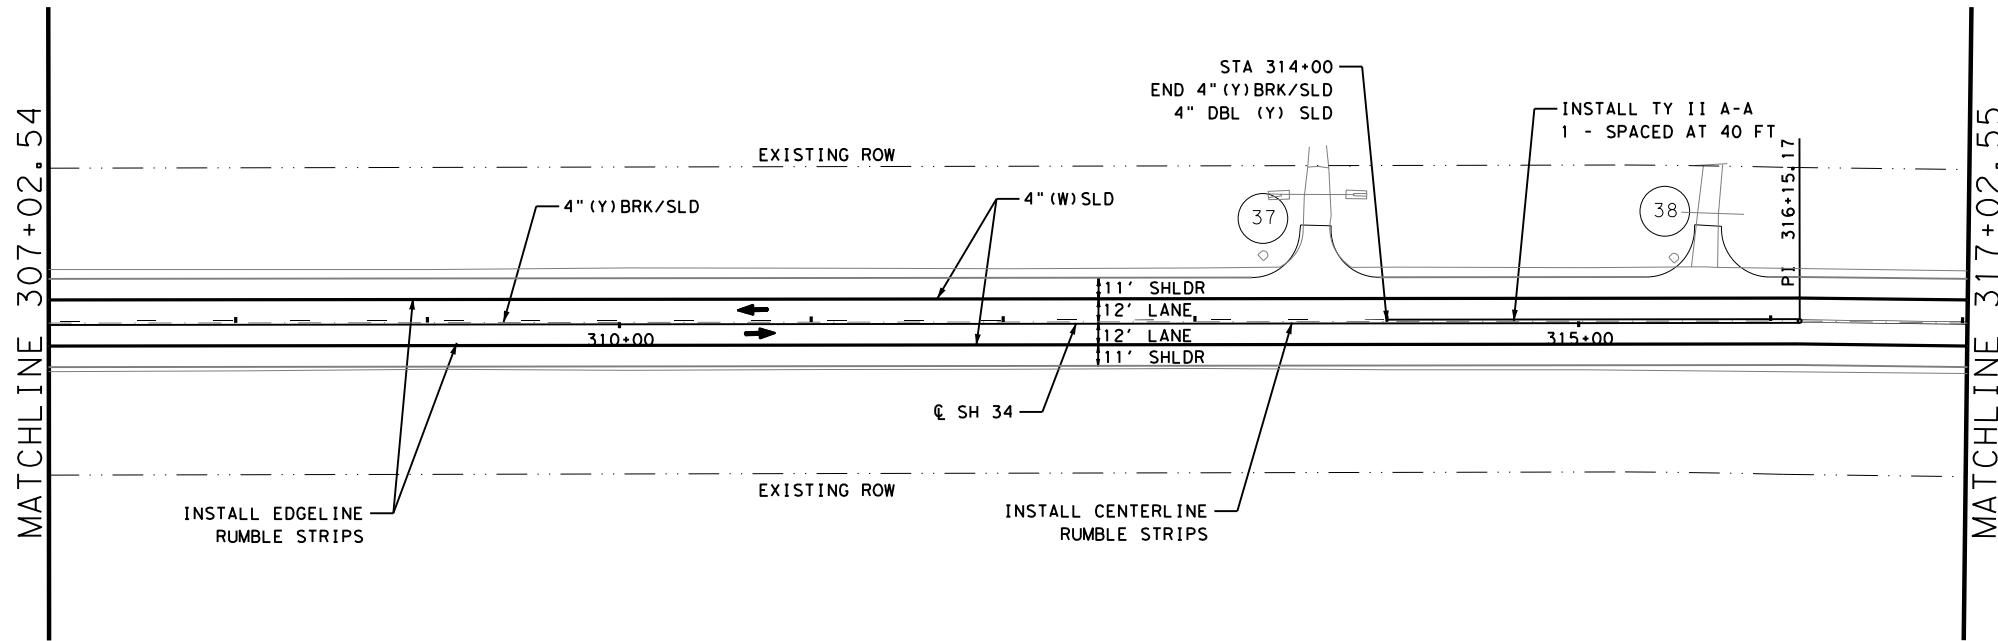 STA 314+00
END 4"(Y)BRK/SLD
4" DBL (Y) SLD
INSTALL TY II A-A
1 - SPACED AT 40 FT
MATCHLINE 307+02.54
EXISTING ROW
PI 316+15.17
MATCHLINE 317+02.55
4"(Y)BRK/SLD
4"(W)SLD
37
38
11' SHLDR
12' LANE
310+00
12' LANE
315+00
11' SHLDR
℄ SH 34
EXISTING ROW
INSTALL EDGELINE
RUMBLE STRIPS
INSTALL CENTERLINE
RUMBLE STRIPS